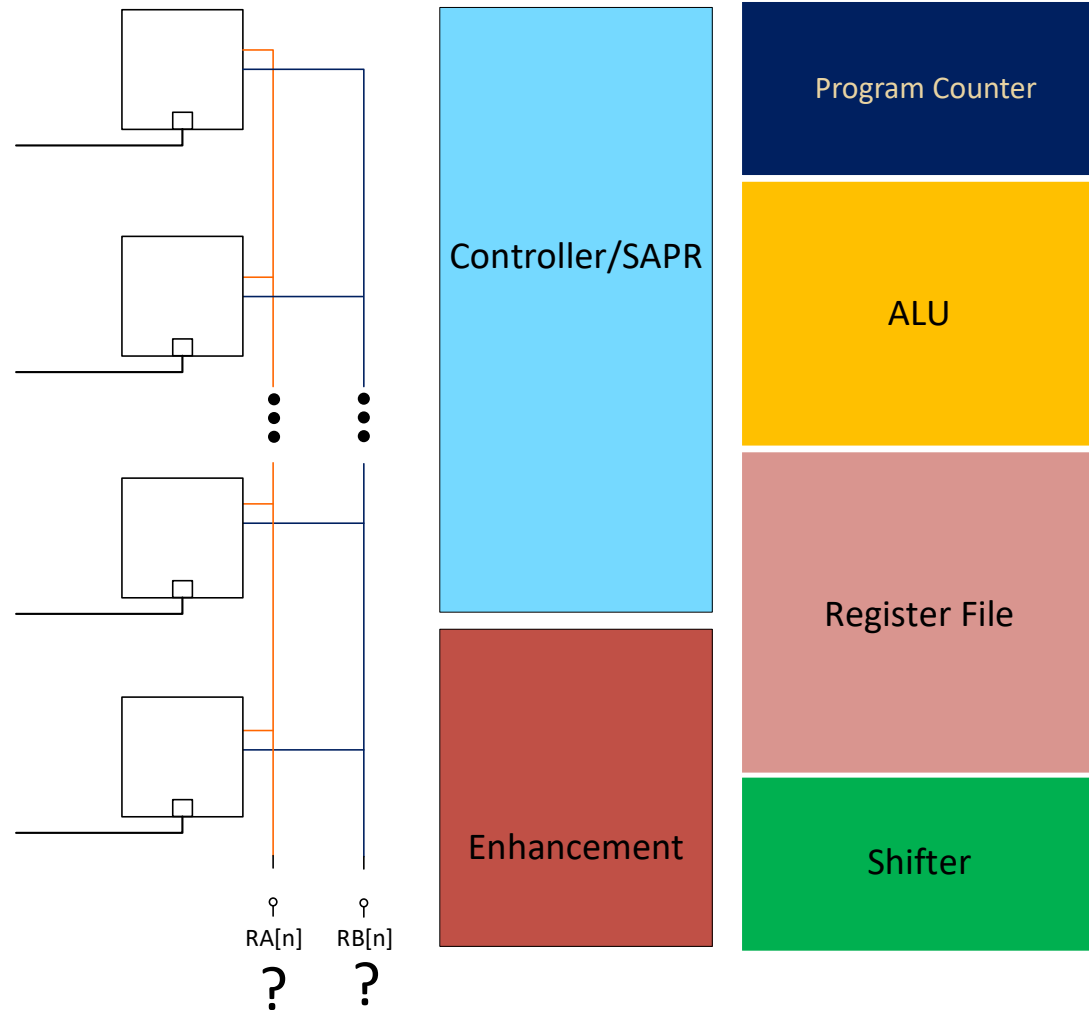 Program Counter
Controller/SAPR
ALU
Register File
Enhancement
Shifter
RA[n]
RB[n]
?
?